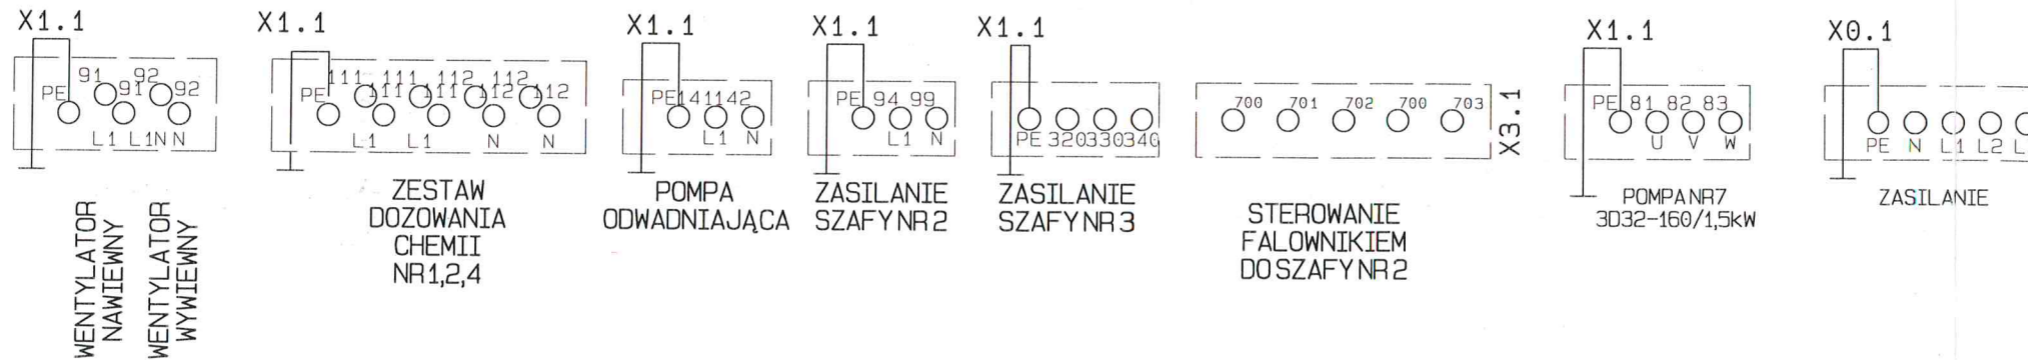 X1.1
91 92
PE 91 92
L1 L1 N N
WENTYLATOR
NAWIEWNY
WENTYLATOR
WYWIEWNY
X1.1
111 111 112 112
PE 111 111 112 112
L1 L1 N N
ZESTAW
DOZOWANIA
CHEMII
NR1,2,4
X1.1
PE 141 142
L1 N
POMPA
ODWADNIAJĄCA
X1.1
PE 94 99
L1 N
ZASILANIE
SZAFY NR 2
X1.1
PE 320 330 340
ZASILANIE
SZAFY NR 3
700 701 702 700 703
X3.1
STEROWANIE
FALOWNIKIEM
DO SZAFY NR 2
X1.1
PE 81 82 83
U V W
POMPA NR7
3D32-160/1,5kW
X0.1
PE N L1 L2
ZASILANIE